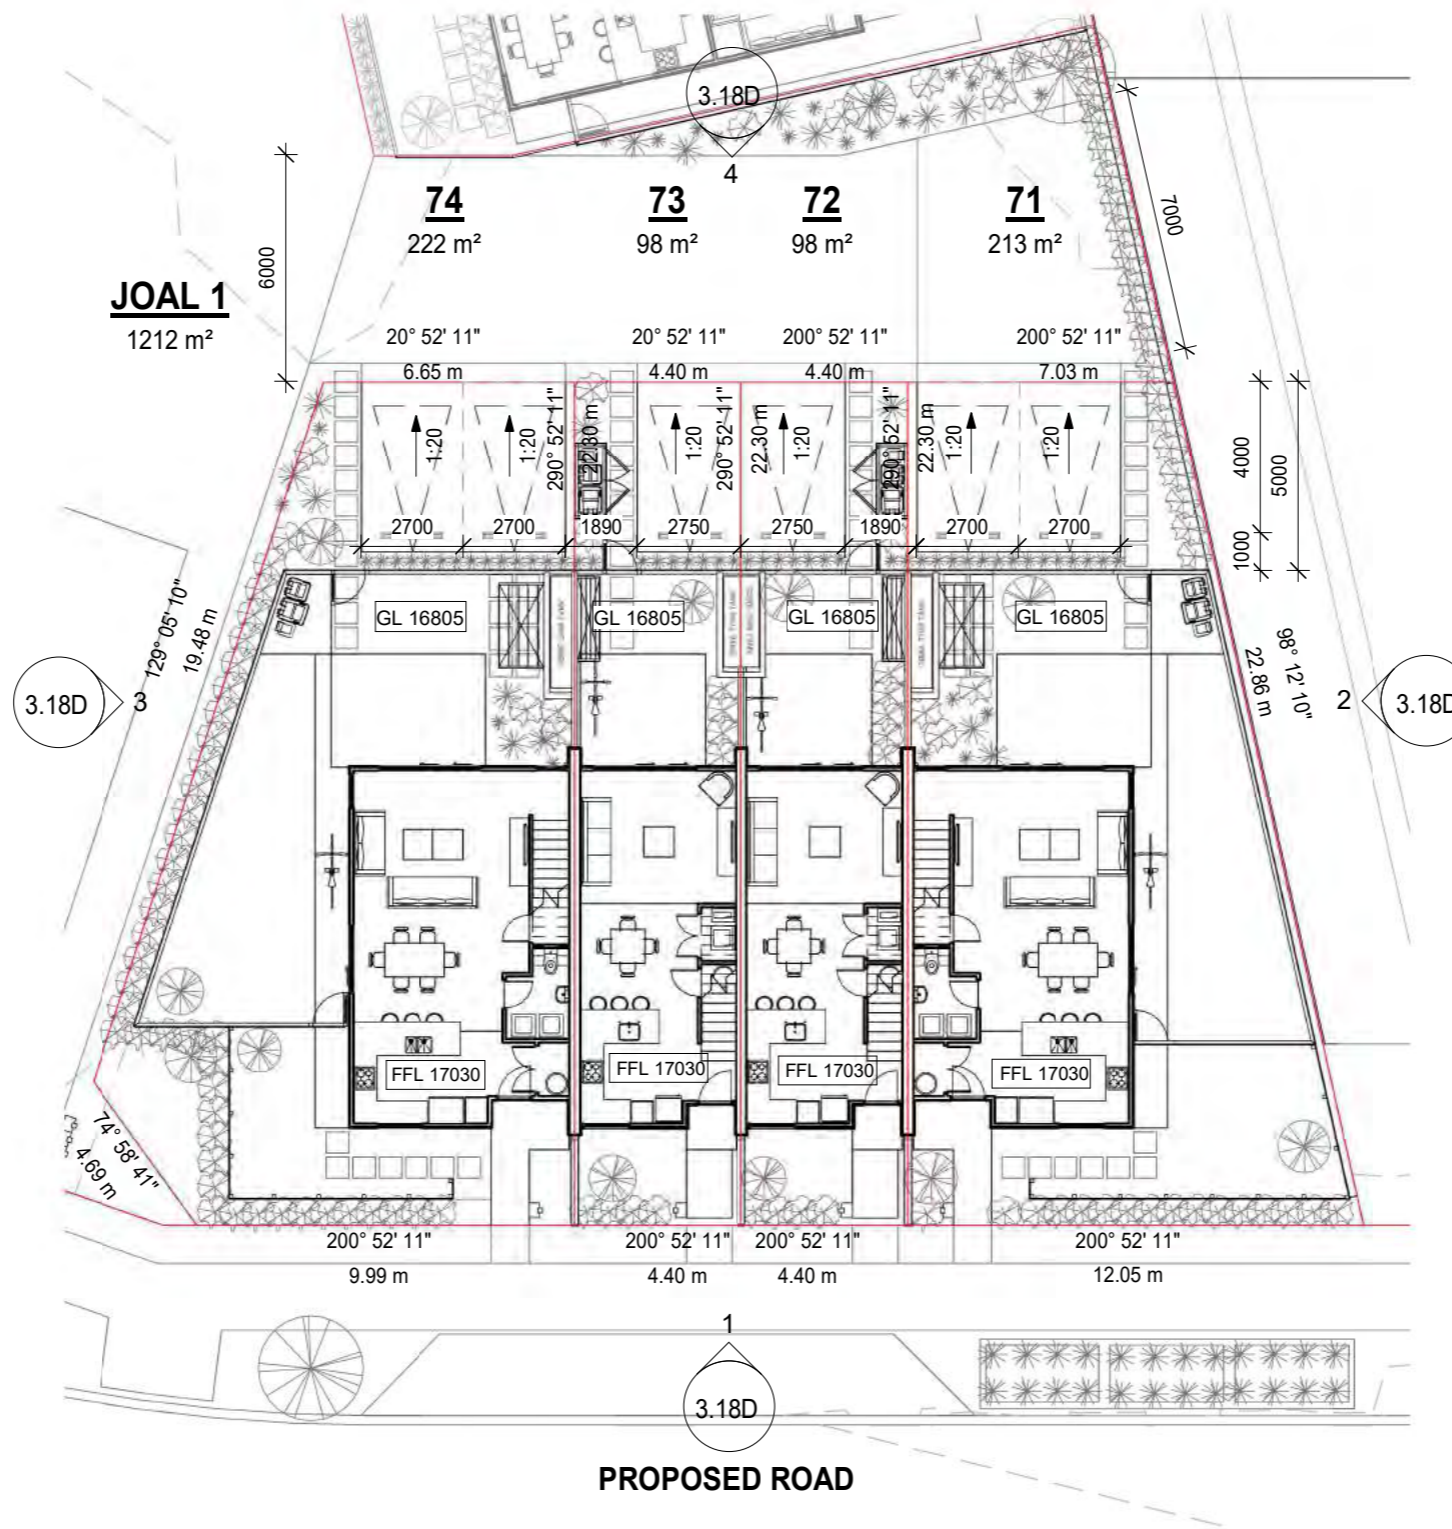 3.18D
4
74
73
72
71
222 m²
98 m²
98 m²
213 m²
7000
6000
JOAL 1
1212 m²
20° 52' 11"
20° 52' 11"
200° 52' 11"
200° 52' 11"
6.65 m
4.40 m
4.40 m
7.03 m
1:20
1:20
290° 52' 11"
22.30 m
1:20
290° 52' 11"
22.30 m
1:20
290° 52' 11"
22.30 m
1:20
1:20
4000
5000
1000
2700
2700
1890
2750
2750
1890
2700
2700
GL 16805
GL 16805
GL 16805
GL 16805
129° 05' 10"
19.48 m
98° 12' 10"
22.86 m
3.18D
3
2
3.18D
FFL 17030
FFL 17030
FFL 17030
FFL 17030
74° 58' 41"
4.69 m
200° 52' 11"
200° 52' 11"
200° 52' 11"
200° 52' 11"
9.99 m
4.40 m
4.40 m
12.05 m
1
3.18D
PROPOSED ROAD